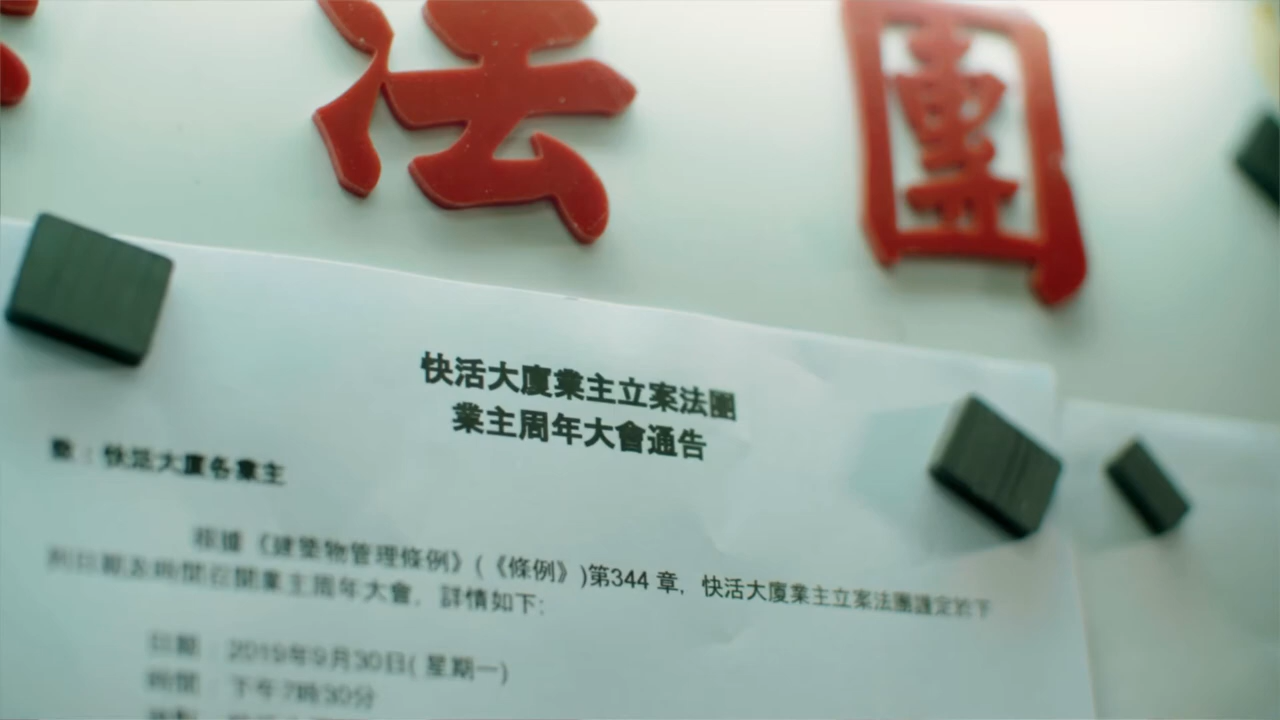 法團
快活大廈業主立案法團
業主周年大會通告
致：快活大廈各業主
根據《建築物管理條例》(《條例》)第344 章，快活大廈業主立案法團謹定於下
列日期及時間召開業主周年大會，詳情如下:
日期：2019年9月30日( 星期一)
時間：下午7時30分